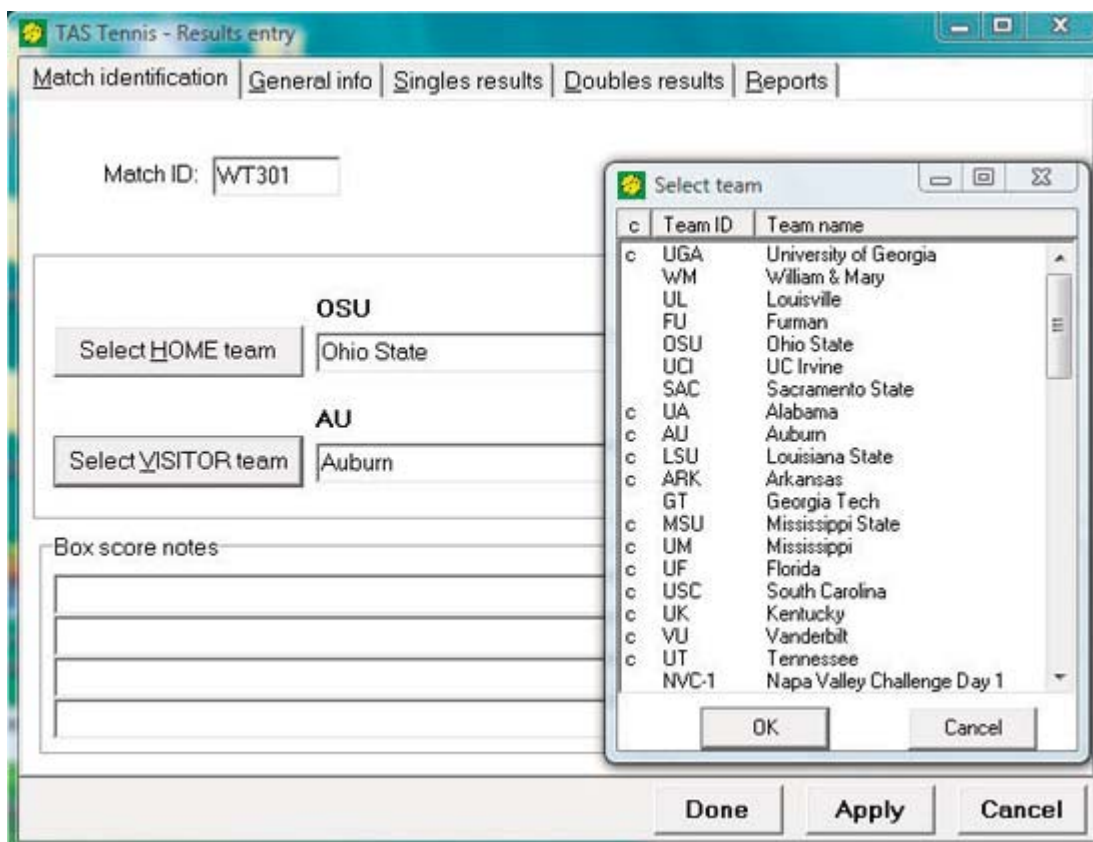 TAS Tennis - Results entry
Match identification General info Singles results Doubles results Reports
Match ID: WT301
OSU
Select HOME team Ohio State
AU
Select VISITOR team Auburn
Box score notes
Select team
c Team ID Team name
c UGA University of Georgia
WM William & Mary
UL Louisville
FU Furman
OSU Ohio State
UCI UC Irvine
SAC Sacramento State
c UA Alabama
c AU Auburn
c LSU Louisiana State
c ARK Arkansas
GT Georgia Tech
c MSU Mississippi State
c UM Mississippi
c UF Florida
c USC South Carolina
c UK Kentucky
c VU Vanderbilt
c UT Tennessee
NVC-1 Napa Valley Challenge Day 1
OK Cancel
Done Apply Cancel